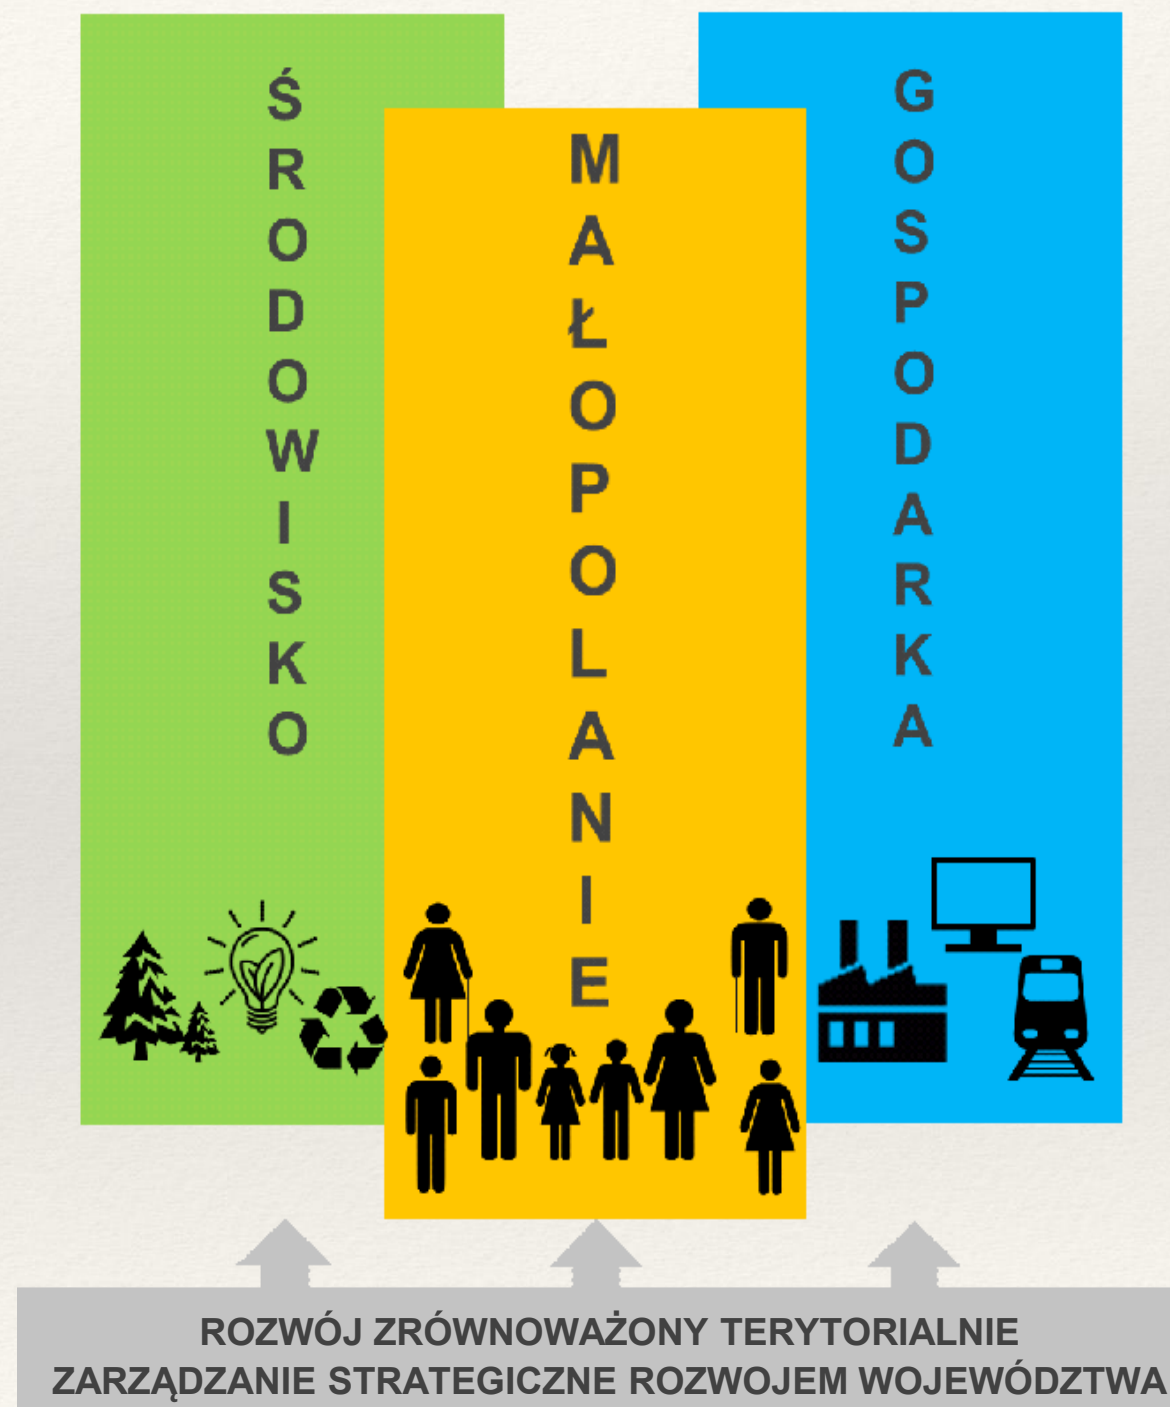 ŚRODOWISKO
MAŁOPOLANIE
GOSPODARKA
ROZWÓJ ZRÓWNOWAŻONY TERYTORIALNIE
ZARZĄDZANIE STRATEGICZNE ROZWOJEM WOJEWÓDZTWA